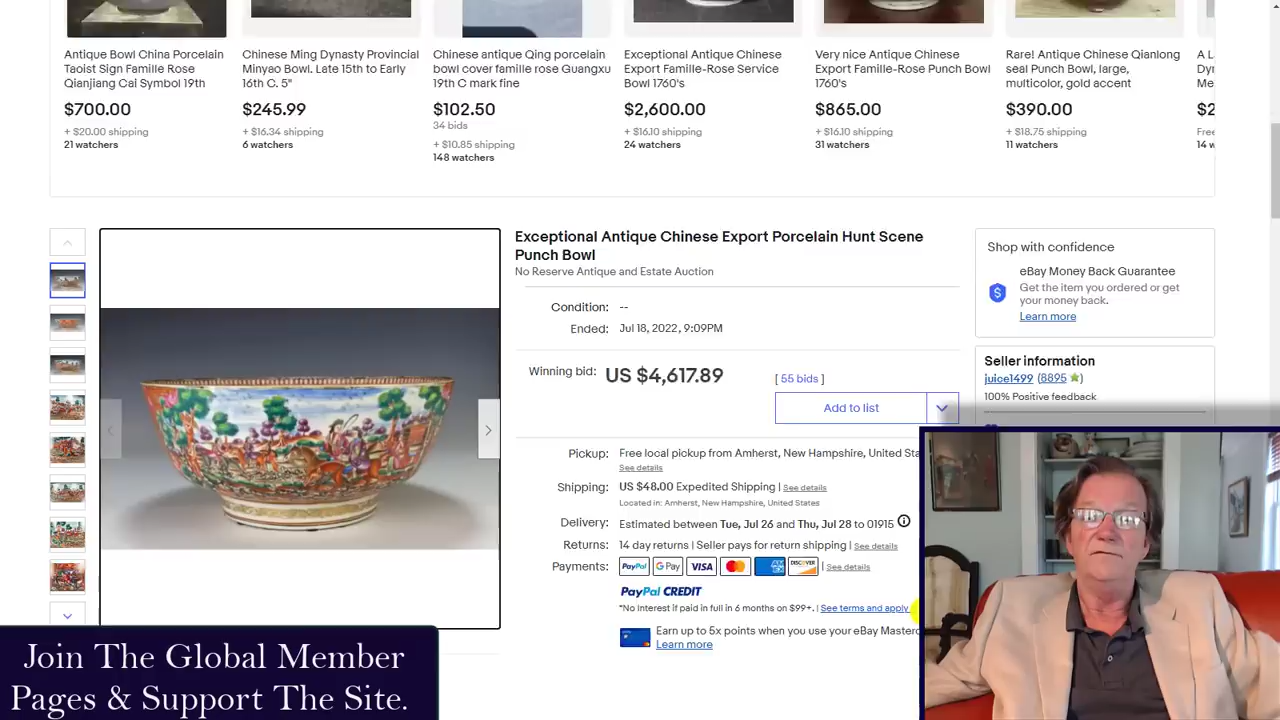 Antique Bowl China Porcelain
Taoist Sign Famille Rose
Qianjiang Cai Symbol 19th
$700.00
+ $20.00 shipping
21 watchers
Chinese Ming Dynasty Provincial
Minyao Bowl. Late 15th to Early
16th C. 5"
$245.99
+ $16.34 shipping
6 watchers
Chinese antique Qing porcelain
bowl cover famille rose Guangxu
19th C mark fine
$102.50
34 bids
+ $10.85 shipping
148 watchers
Exceptional Antique Chinese
Export Famille-Rose Service
Bowl 1760's
$2,600.00
+ $16.10 shipping
24 watchers
Very nice Antique Chinese
Export Famille-Rose Punch Bowl
1760's
$865.00
+ $16.10 shipping
31 watchers
Rare! Antique Chinese Qianlong
seal Punch Bowl, large,
multicolor, gold accent
$390.00
+ $18.75 shipping
11 watchers
A L
Dyn
Me
$2
Free
14 w
Exceptional Antique Chinese Export Porcelain Hunt Scene
Punch Bowl
No Reserve Antique and Estate Auction
Condition: --
Ended: Jul 18, 2022, 9:09PM
Winning bid: US $4,617.89 [ 55 bids ]
Add to list
Pickup: Free local pickup from Amherst, New Hampshire, United Sta
See details
Shipping: US $48.00 Expedited Shipping | See details
Located in: Amherst, New Hampshire, United States
Delivery: Estimated between Tue, Jul 26 and Thu, Jul 28 to 01915
Returns: 14 day returns | Seller pays for return shipping | See details
Payments: PayPal G Pay VISA DISCOVER | See details
PayPal CREDIT
*No Interest if paid in full in 6 months on $99+. | See terms and apply
Earn up to 5x points when you use your eBay Masterc
Learn more
Shop with confidence
eBay Money Back Guarantee
Get the item you ordered or get
your money back.
Learn more
Seller information
juice1499 (8895)
100% Positive feedback
Join The Global Member
Pages & Support The Site.